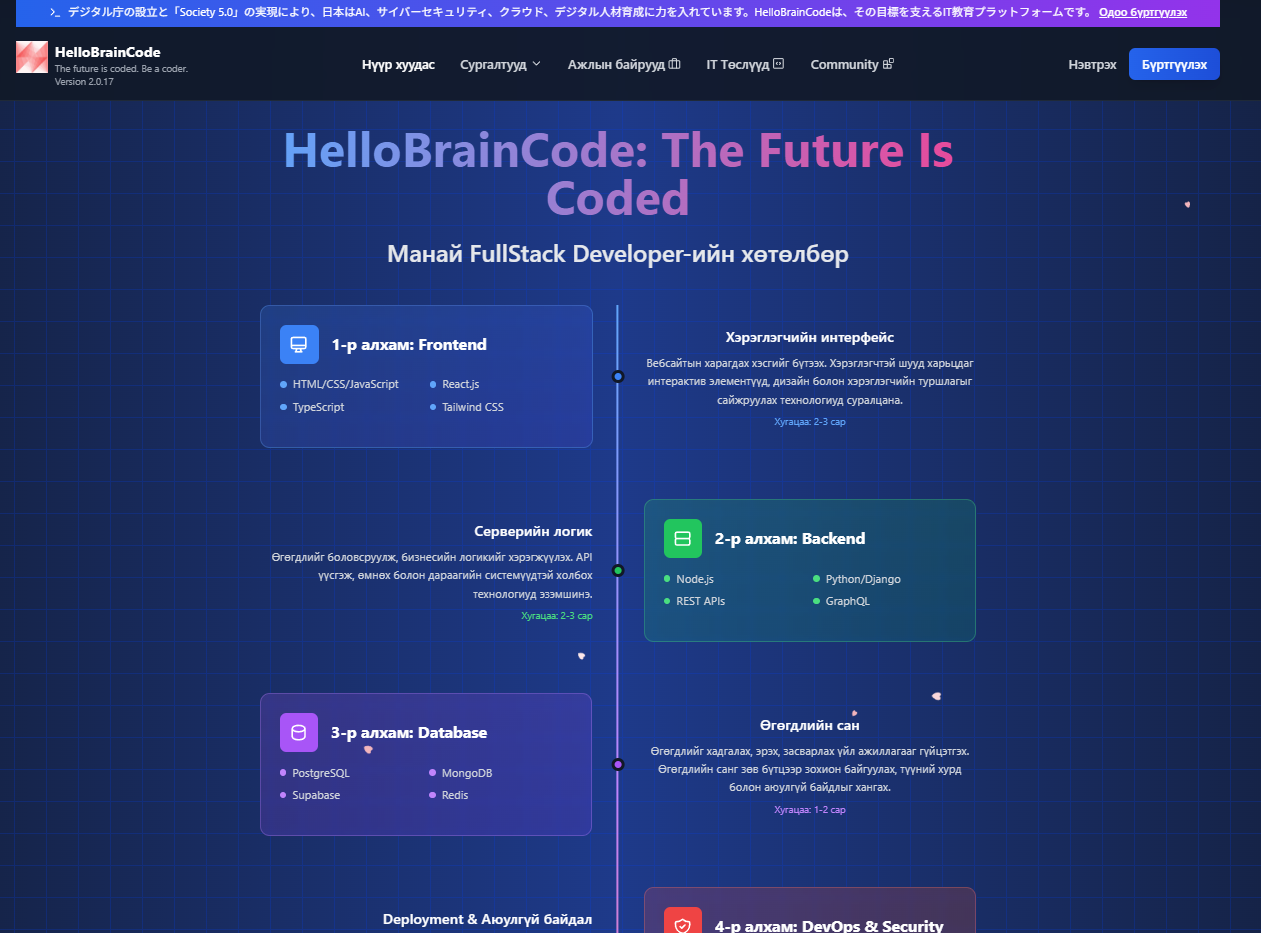 >_ デジタル庁の設立と「Society 5.0」の実現により、日本はAI、サイバーセキュリティ、クラウド、デジタル人材育成に力を入れています。HelloBrainCodeは、その目標を支えるIT教育プラットフォームです。 Одоо бүртгүүлэх
HelloBrainCode
The future is coded. Be a coder.
Version 2.0.17
Нүүр хуудас Сургалтууд Ажлын байрууд IT Төслүүд Community
Нэвтрэх Бүртгүүлэх
HelloBrainCode: The Future Is
Coded
Манай FullStack Developer-ийн хөтөлбөр
1-р алхам: Frontend
HTML/CSS/JavaScript React.js
TypeScript Tailwind CSS
Хэрэглэгчийн интерфейс
Вебсайтын харагдах хэсгийг бүтээх. Хэрэглэгчтэй шууд харьцдаг
интерактив элементүүд, дизайн болон хэрэглэгчийн туршлагыг
сайжруулах технологиуд суралцана.
Хугацаа: 2-3 сар
Серверийн логик
Өгөгдлийг боловсруулж, бизнесийн логикийг хэрэгжүүлэх. API
үүсгэж, өмнөх болон дараагийн системүүдтэй холбох
технологиуд эзэмшинэ.
Хугацаа: 2-3 сар
2-р алхам: Backend
Node.js Python/Django
REST APIs GraphQL
3-р алхам: Database
PostgreSQL MongoDB
Supabase Redis
Өгөгдлийн сан
Өгөгдлийг хадгалах, эрэх, засварлах үйл ажиллагааг гүйцэтгэх.
Өгөгдлийн санг зөв бүтцээр зохион байгуулах, түүний хурд
болон аюулгүй байдлыг хангах.
Хугацаа: 1-2 сар
Deployment & Аюулгүй байдал
4-р алхам: DevOps & Security